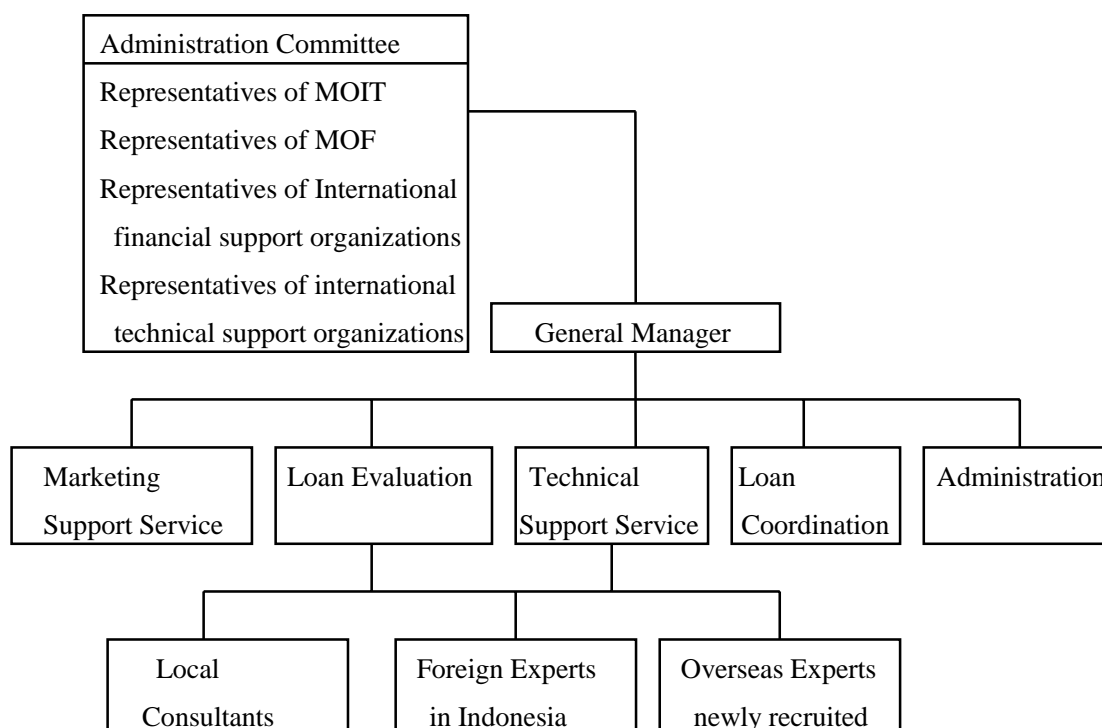 Administration Committee
Representatives of MOIT
Representatives of MOF
Representatives of International
financial support organizations
Representatives of international
technical support organizations
General Manager
Marketing
Support Service
Loan Evaluation
Technical
Support Service
Loan
Coordination
Administration
Local
Consultants
Foreign Experts
in Indonesia
Overseas Experts
newly recruited